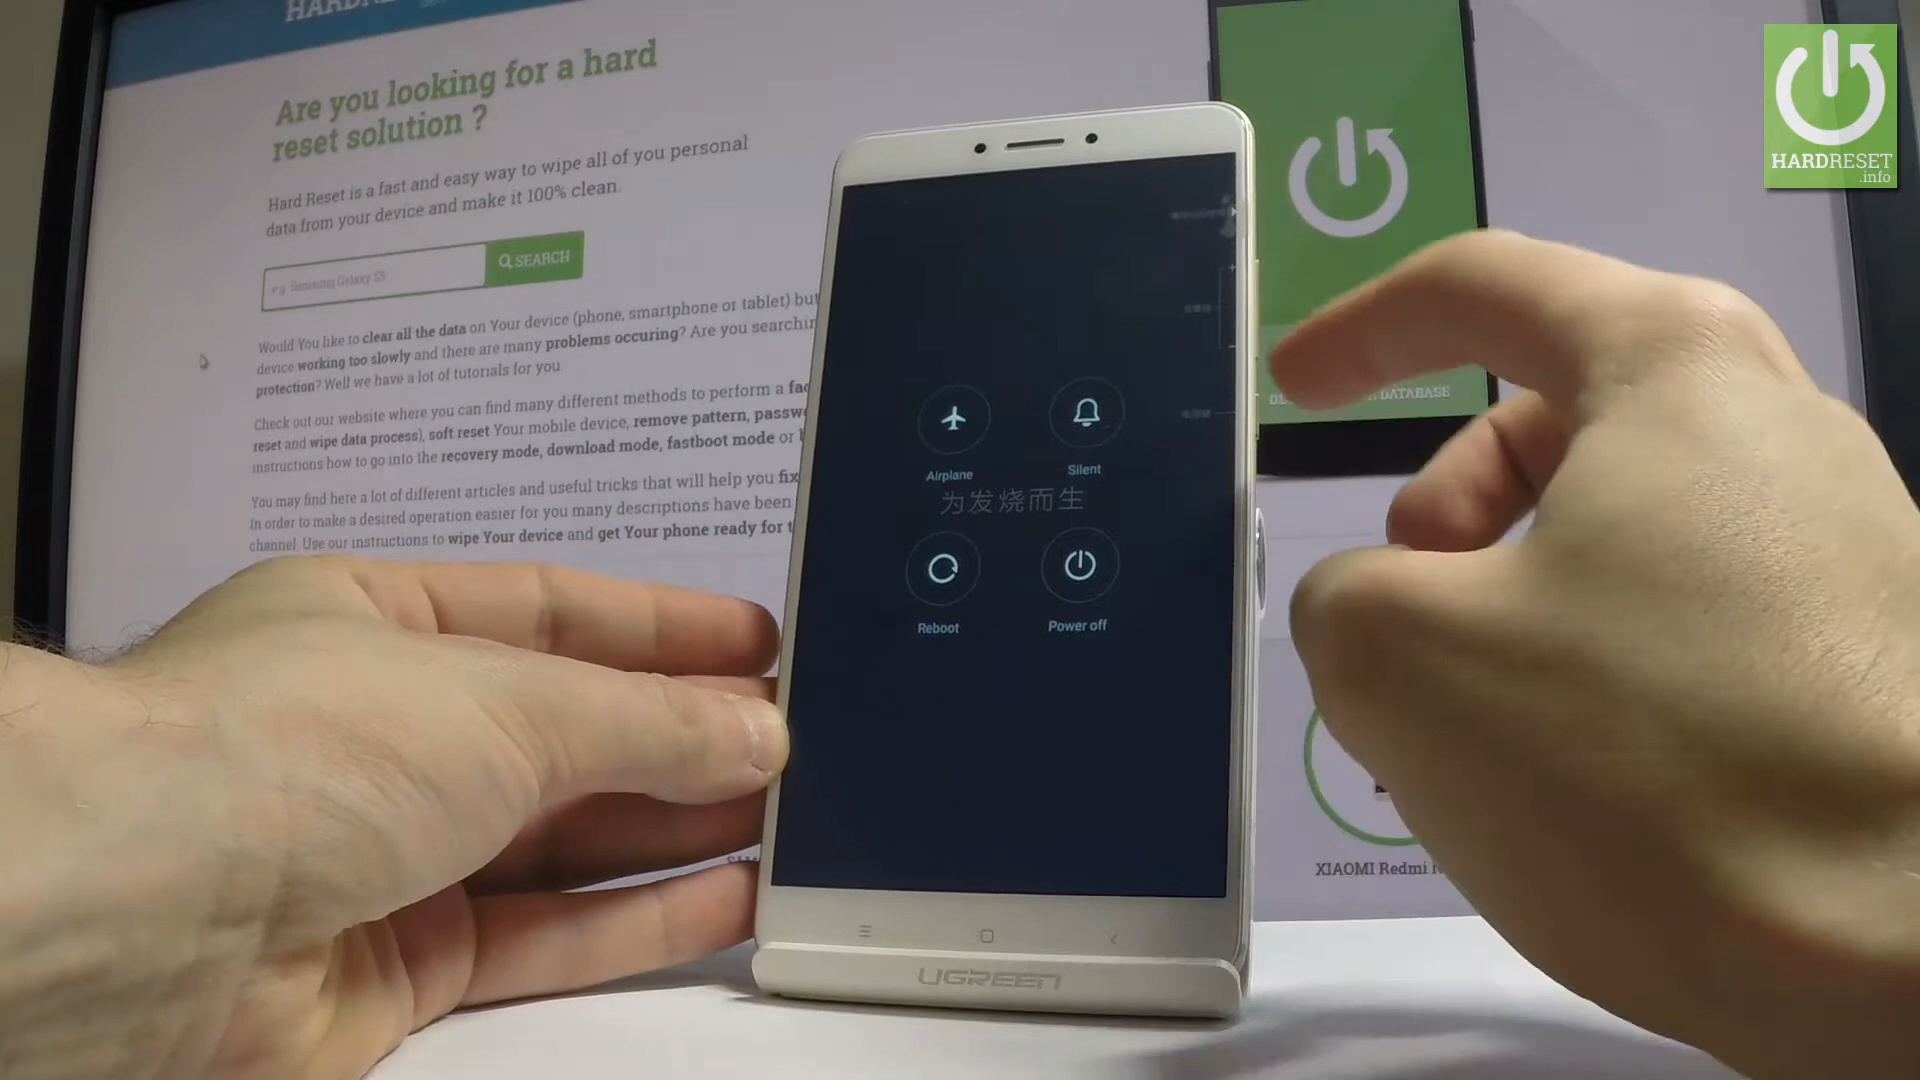 Are you looking for a hard
reset solution ?
Hard Reset is a fast and easy way to wipe all of you personal
data from your device and make it 100% clean.
e.g. Samsung Galaxy S5
SEARCH
Would You like to clear all the data on Your device (phone, smartphone or tablet) but
device working too slowly and there are many problems occuring? Are you
protection? Well we have a lot of tutorials for you.
Check out our website where you can find many different methods to perform a
reset and wipe data process), soft reset Your mobile device, remove pattern,
instructions how to go into the recovery mode, download mode, fastboot mode or
You may find here a lot of different articles and useful tricks that will help you fix
In order to make a desired operation easier for you many descriptions have been
channel. Use our instructions to wipe Your device and get Your phone ready for
Airplane
Silent
为发烧而生
Reboot
Power off
UGREEN
DATABASE
XIAOMI Redmi
HARDRESET
.info